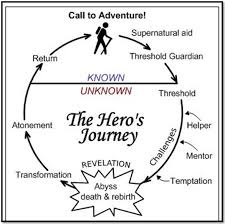 Call to Adventure!
Supernatural aid
Threshold Guardian
Return
KNOWN
UNKNOWN
Threshold
The Hero's
Journey
Helper
Mentor
Challenges
Atonement
REVELATION
Transformation
Abyss
death & rebirth
Temptation